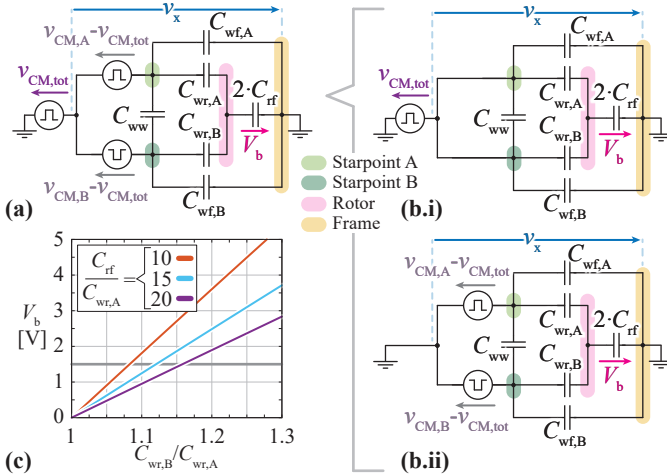 v_x
v_CM,A−v_CM,tot
C_wf,A
v_CM,tot
C_wr,A
2·C_rf
C_ww
C_wr,B
V_b
v_CM,B−v_CM,tot
C_wf,B
(a)
Starpoint A
Starpoint B
Rotor
Frame
v_x
C_wf,A
v_CM,tot
C_wr,A
2·C_rf
C_ww
C_wr,B
V_b
C_wf,B
(b.i)
5
4
3
2
1
0
V_b
[V]
C_rf
C_wr,A
=
10
15
20
1
1.1
1.2
1.3
C_wr,B/C_wr,A
(c)
v_x
v_CM,A−v_CM,tot
C_wf,A
C_wr,A
2·C_rf
C_ww
C_wr,B
V_b
v_CM,B−v_CM,tot
C_wf,B
(b.ii)